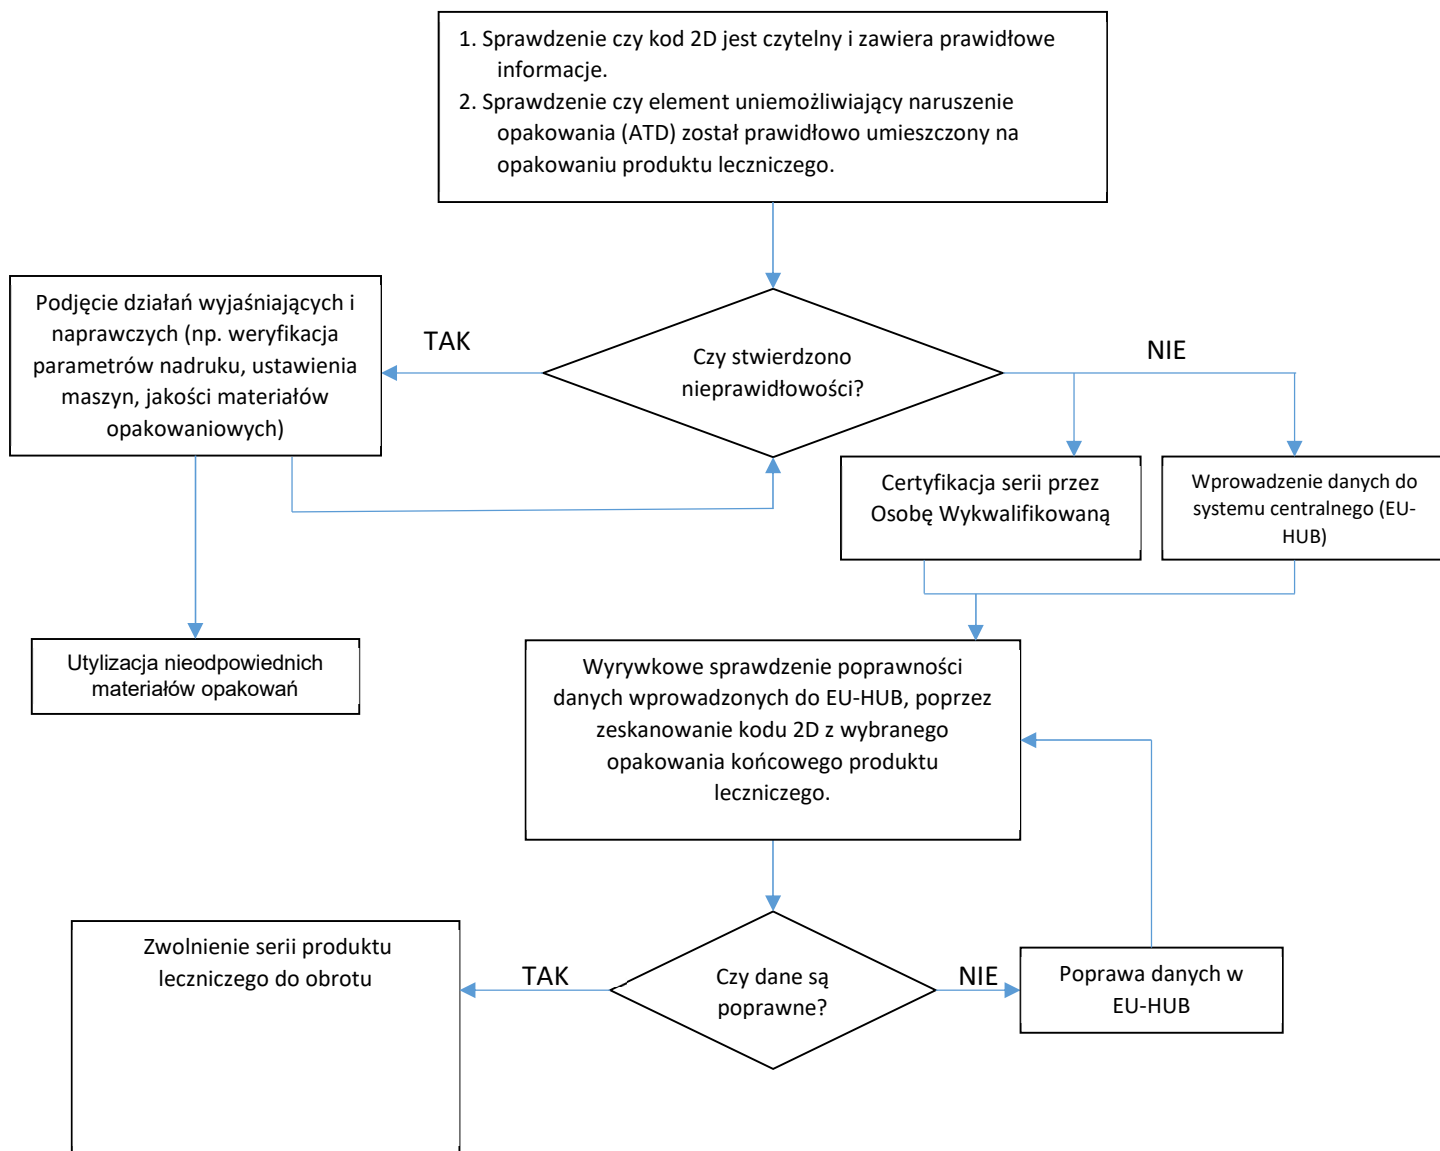 1. Sprawdzenie czy kod 2D jest czytelny i zawiera prawidłowe
informacje.
2. Sprawdzenie czy element uniemożliwiający naruszenie
opakowania (ATD) został prawidłowo umieszczony na
opakowaniu produktu leczniczego.
Podjęcie działań wyjaśniających i
naprawczych (np. weryfikacja
parametrów nadruku, ustawienia
maszyn, jakości materiałów
opakowaniowych)
TAK
Czy stwierdzono
nieprawidłowości?
NIE
Certyfikacja serii przez
Osobę Wykwalifikowaną
Wprowadzenie danych do
systemu centralnego (EU-
HUB)
Utylizacja nieodpowiednich
materiałów opakowań
Wyrywkowe sprawdzenie poprawności
danych wprowadzonych do EU-HUB, poprzez
zeskanowanie kodu 2D z wybranego
opakowania końcowego produktu
leczniczego.
Zwolnienie serii produktu
leczniczego do obrotu
TAK
Czy dane są
poprawne?
NIE
Poprawa danych w
EU-HUB